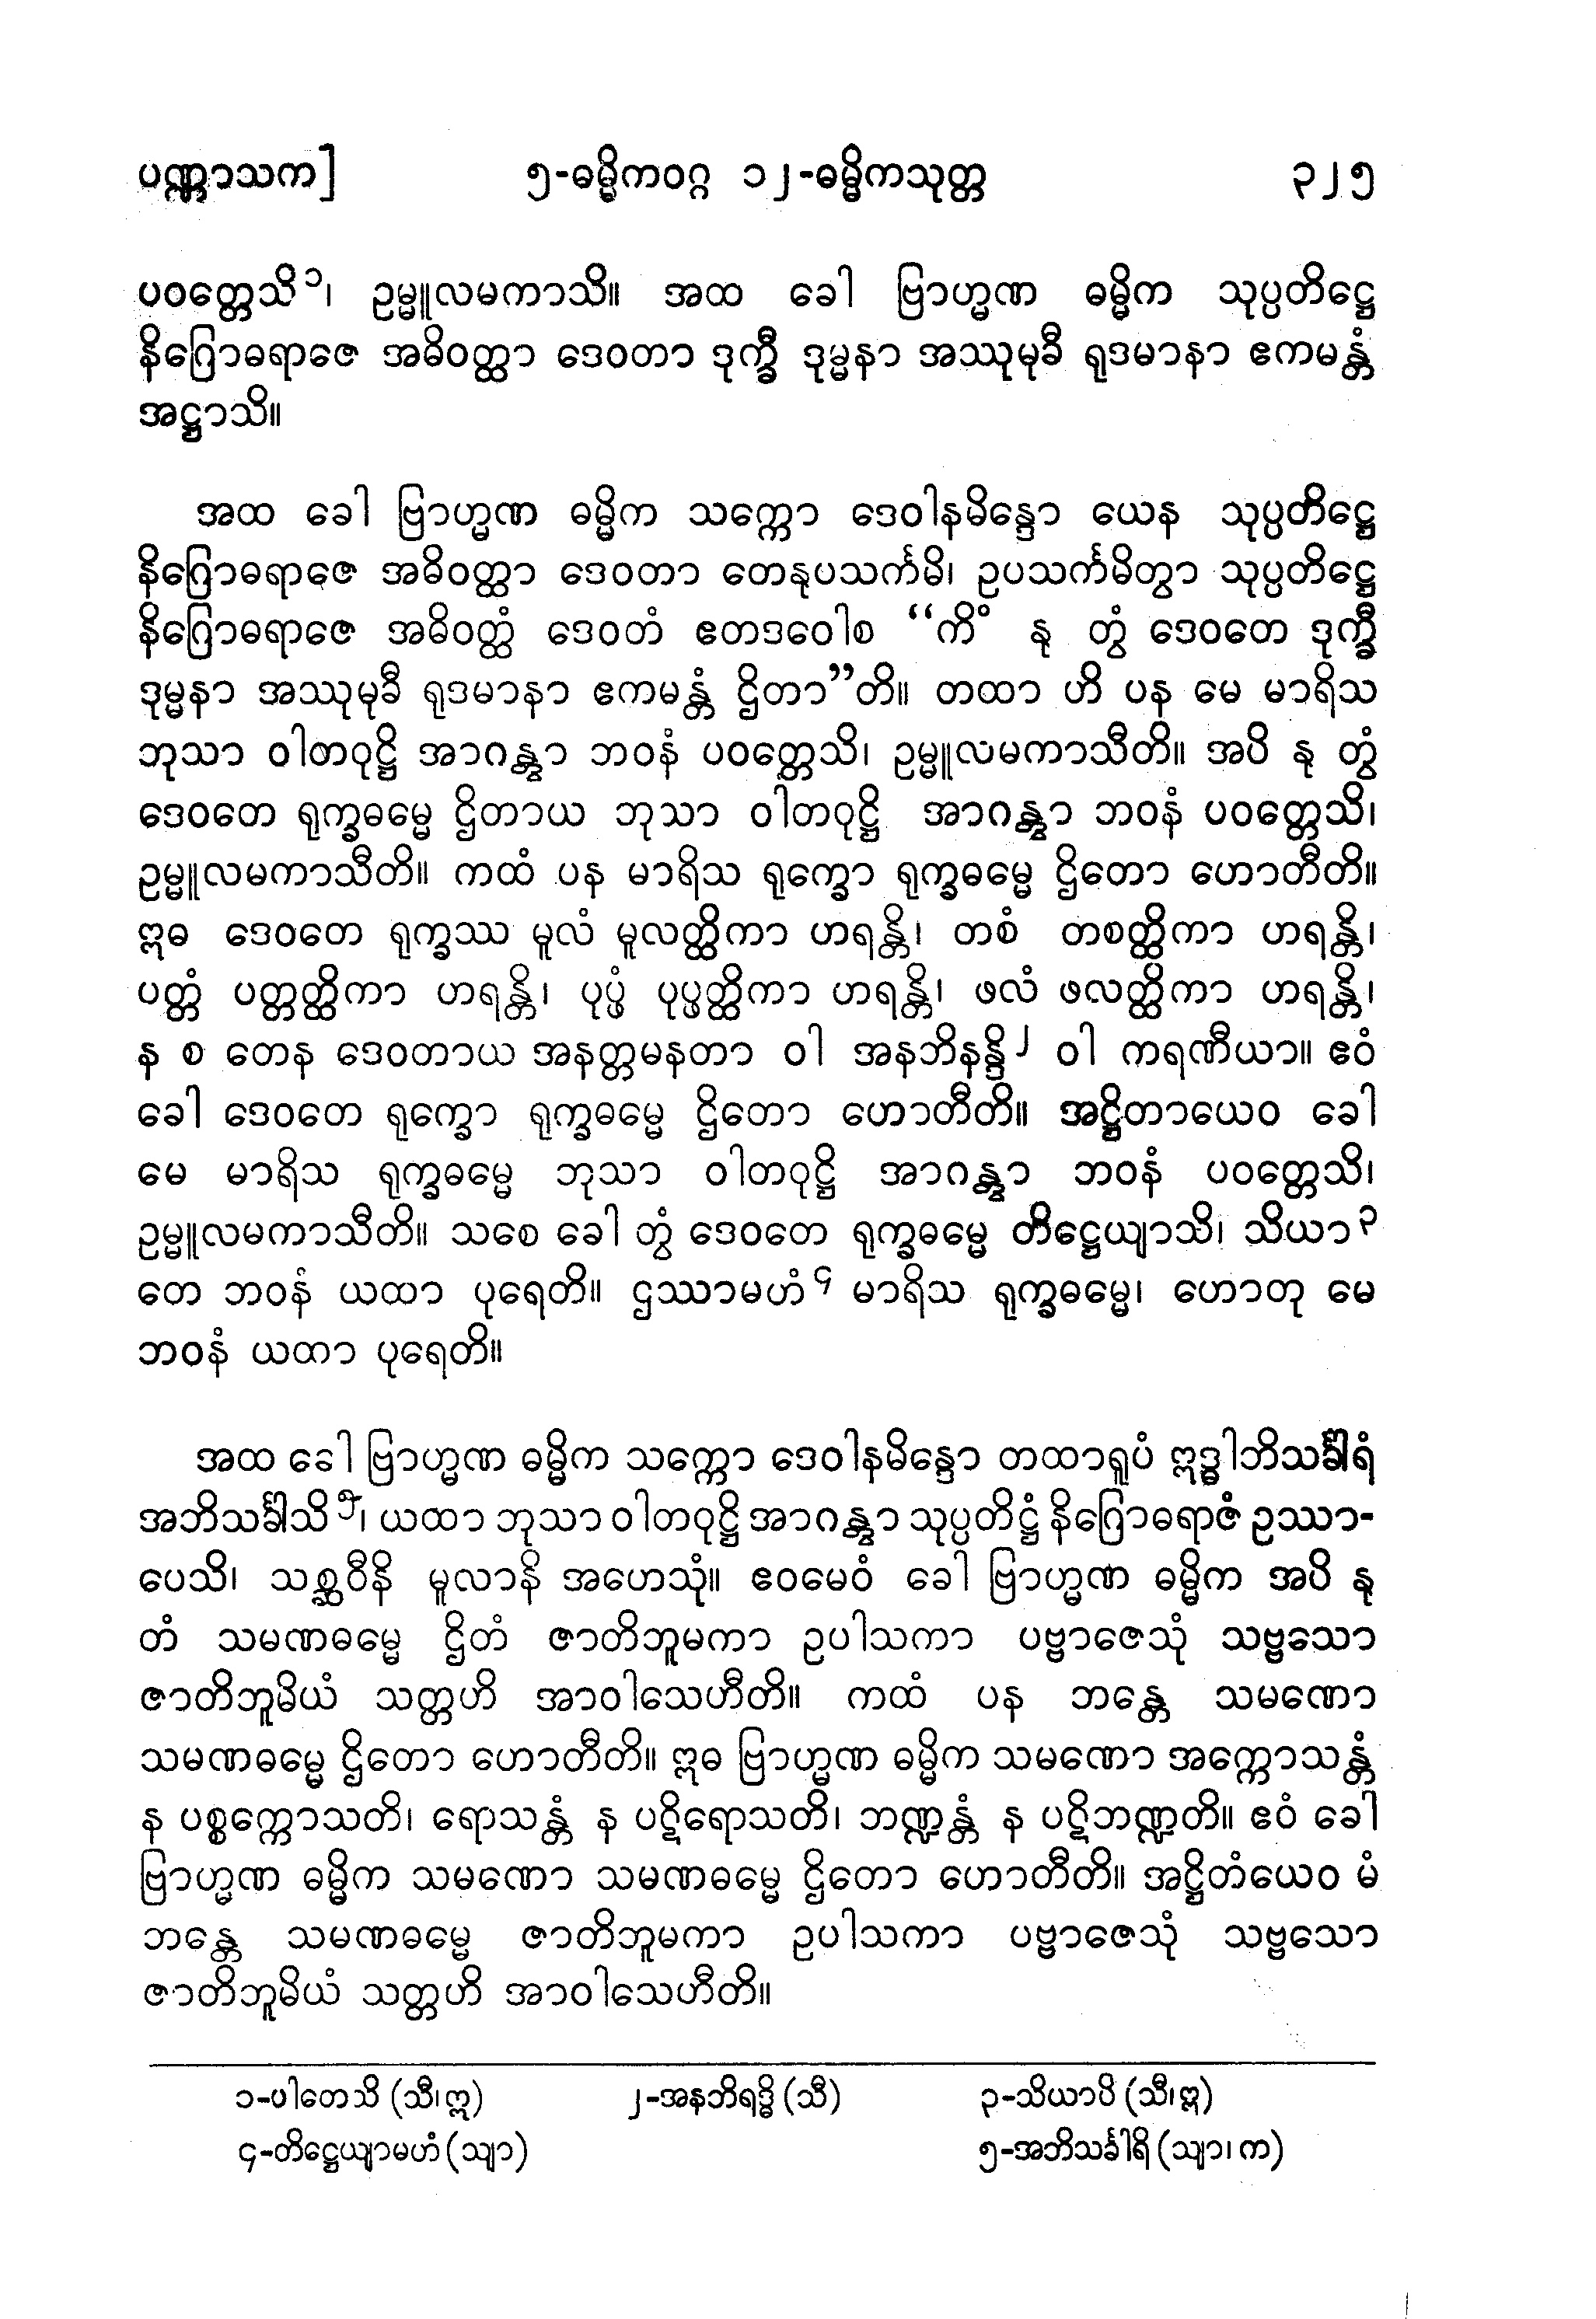 ပဏ္ဏာသက] ၅-ဓမ္မိကဝဂ္ဂ ၁၂-ဓမ္မိကသုတ္တ ၃၂၅
ပဝတ္တေသိ၁၊ ဥမ္မူလမကာသိ။ အထ ခေါ ဗြာဟ္မဏ ဓမ္မိက သုပ္ပတိဋ္ဌေ
နိဂြောဓရာဇေ အဓိဝတ္ထာ ဒေဝတာ ဒုက္ခီ ဒုမ္မနာ အဿုမုခီ ရုဒမာနာ ဧကမန္တံ
အဋ္ဌာသိ။
အထ ခေါ ဗြာဟ္မဏ ဓမ္မိက သက္ကော ဒေဝါနမိန္ဒော ယေန သုပ္ပတိဋ္ဌေ
နိဂြောဓရာဇေ အဓိဝတ္ထာ ဒေဝတာ တေနုပသင်္ကမိ၊ ဥပသင်္ကမိတွာ သုပ္ပတိဋ္ဌေ
နိဂြောဓရာဇေ အဓိဝတ္ထံ ဒေဝတံ ဧတဒဝေါစ “ကိံ နု တွံ ဒေဝတေ ဒုက္ခီ
ဒုမ္မနာ အဿုမုခီ ရုဒမာနာ ဧကမန္တံ ဌိတာ”တိ။ တထာ ဟိ ပန မေ မာရိသ
ဘုသာ ဝါတဝုဋ္ဌိ အာဂန္တွာ ဘဝနံ ပဝတ္တေသိ၊ ဥမ္မူလမကာသီတိ။ အပိ နု တွံ
ဒေဝတေ ရုက္ခဓမ္မေ ဌိတာယ ဘုသာ ဝါတဝုဋ္ဌိ အာဂန္တွာ ဘဝနံ ပဝတ္တေသိ၊
ဥမ္မူလမကာသီတိ။ ကထံ ပန မာရိသ ရုက္ခော ရုက္ခဓမ္မေ ဌိတော ဟောတီတိ။
ဣဓ ဒေဝတေ ရုက္ခဿ မူလံ မူလတ္ထိကာ ဟရန္တိ၊ တစံ တစတ္ထိကာ ဟရန္တိ၊
ပတ္တံ ပတ္တတ္ထိကာ ဟရန္တိ၊ ပုပ္ဖံ ပုပ္ဖတ္ထိကာ ဟရန္တိ၊ ဖလံ ဖလတ္ထိကာ ဟရန္တိ၊
န စ တေန ဒေဝတာယ အနတ္တမနတာ ဝါ အနဘိနန္ဒိ၂ ဝါ ကရဏီယာ။ ဧဝံ
ခေါ ဒေဝတေ ရုက္ခော ရုက္ခဓမ္မေ ဌိတော ဟောတီတိ။ အဋ္ဌိတာယေဝ ခေါ
မေ မာရိသ ရုက္ခဓမ္မေ ဘုသာ ဝါတဝုဋ္ဌိ အာဂန္တွာ ဘဝနံ ပဝတ္တေသိ၊
ဥမ္မူလမကာသီတိ။ သစေ ခေါ တွံ ဒေဝတေ ရုက္ခဓမ္မေ တိဋ္ဌေယျာသိ၊ သိယာ၃
တေ ဘဝနံ ယထာ ပုရေတိ။ ဌဿာမဟံ၄ မာရိသ ရုက္ခဓမ္မေ၊ ဟောတု မေ
ဘဝနံ ယထာ ပုရေတိ။
အထ ခေါ ဗြာဟ္မဏ ဓမ္မိက သက္ကော ဒေဝါနမိန္ဒော တထာရူပံ ဣဒ္ဓါဘိသင်္ခါရံ
အဘိသင်္ခါသိ၅၊ ယထာ ဘုသာ ဝါတဝုဋ္ဌိ အာဂန္တွာ သုပ္ပတိဋ္ဌံ နိဂြောဓရာဇံ ဥဿာ-
ပေသိ၊ သစ္ဆဝီနိ မူလာနိ အဟေသုံ။ ဧဝမေဝံ ခေါ ဗြာဟ္မဏ ဓမ္မိက အပိ နု
တံ သမဏဓမ္မေ ဌိတံ ဇာတိဘူမကာ ဥပါသကာ ပဗ္ဗာဇေသုံ သဗ္ဗသော
ဇာတိဘူမိယံ သတ္တဟိ အာဝါသေဟီတိ။ ကထံ ပန ဘန္တေ သမဏော
သမဏဓမ္မေ ဌိတော ဟောတီတိ။ ဣဓ ဗြာဟ္မဏ ဓမ္မိက သမဏော အက္ကောသန္တံ
န ပစ္စက္ကောသတိ၊ ရောသန္တံ န ပဋိရောသတိ၊ ဘဏ္ဍန္တံ န ပဋိဘဏ္ဍတိ။ ဧဝံ ခေါ
ဗြာဟ္မဏ ဓမ္မိက သမဏော သမဏဓမ္မေ ဌိတော ဟောတီတိ။ အဋ္ဌိတံယေဝ မံ
ဘန္တေ သမဏဓမ္မေ ဇာတိဘူမကာ ဥပါသကာ ပဗ္ဗာဇေသုံ သဗ္ဗသော
ဇာတိဘူမိယံ သတ္တဟိ အာဝါသေဟီတိ။
၁-ပါတေသိ (သီ၊ဣ) ၂-အနဘိရဒ္ဓိ (သီ) ၃-သိယာပိ (သီ၊ဣ)
၄-တိဋ္ဌေယျာမဟံ (သျာ) ၅-အဘိသင်္ခါရိ (သျာ၊ က)